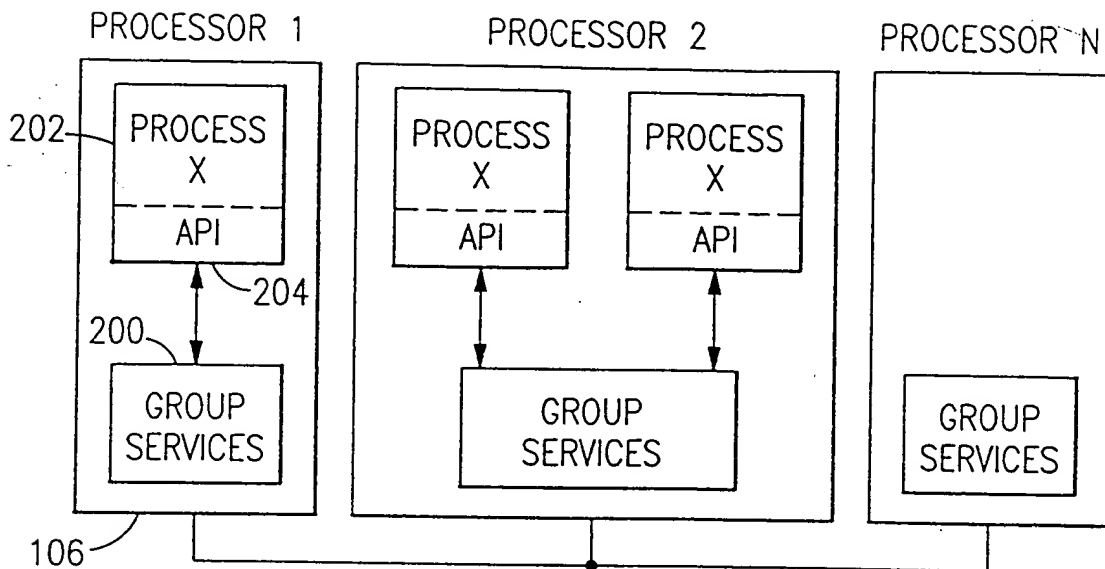 PROCESSOR 1
PROCESSOR 2
PROCESSOR N
202
PROCESS
X
API
204
200
GROUP
SERVICES
106
PROCESS
X
API
PROCESS
X
API
GROUP
SERVICES
GROUP
SERVICES